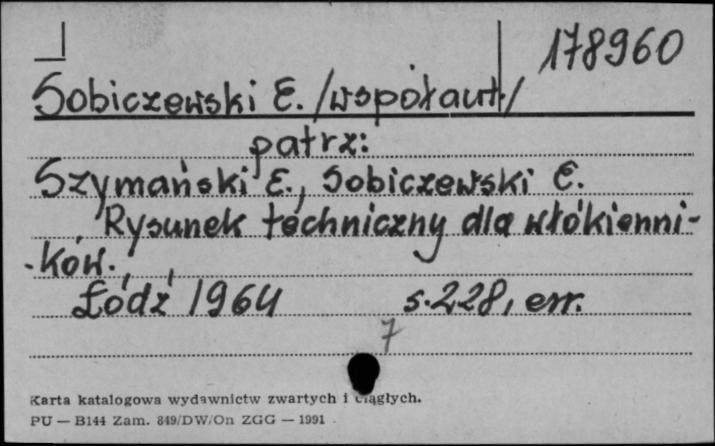 178960
Sobiczewski E. /współaut/
patrz:
Szymański E., Sobiczewski E.
Rysunek techniczny dla włókienni-
-ków.
Łódź 1964 s. 228, err.
7
Karta katalogowa wydawnictw zwartych i ciągłych.
PU — B144 Zam. 849/DW/On ZGG — 1991